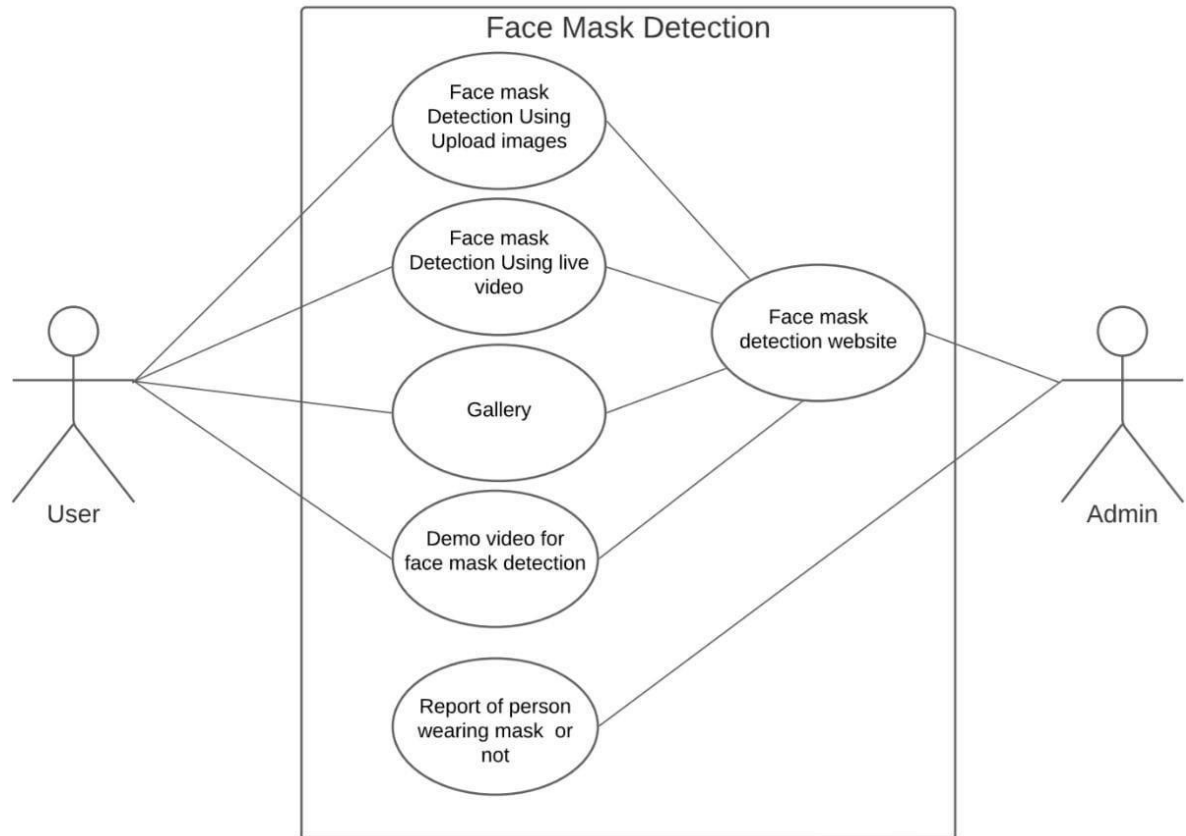 Face Mask Detection
Face mask
Detection Using
Upload images
Face mask
Detection Using live
video
Face mask
detection website
Gallery
User
Admin
Demo video for
face mask detection
Report of person
wearing mask or
not